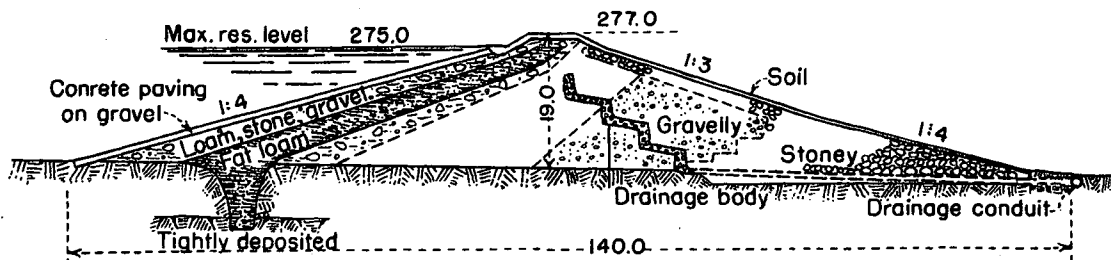 277.0
Max. res. level 275.0
1:3
Soil
Conrete paving
on gravel
1:4
Loam, stone, gravel
Fat loam
19.0
Gravelly
1:4
Stoney
Drainage body
Drainage conduit
Tightly deposited
140.0